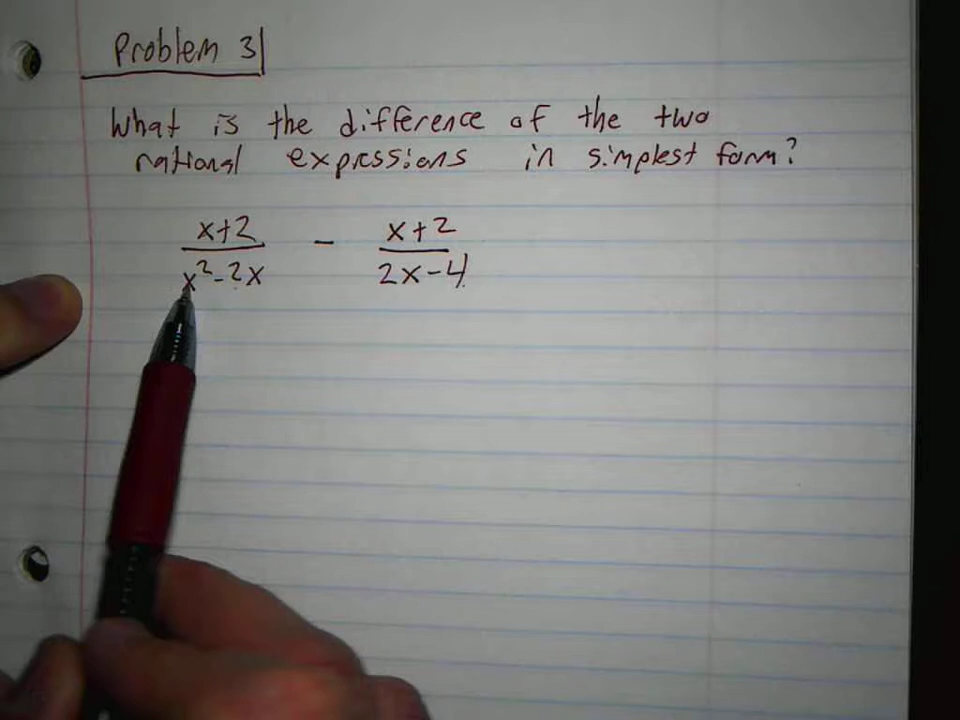 Problem 3
What is the difference of the two
rational expressions in simplest form?
x+2 - x+2
x²-2x 2x-4